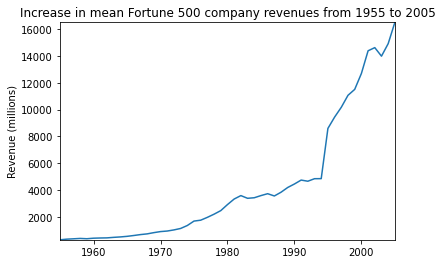 Increase in mean Fortune 500 company revenues from 1955 to 2005
Revenue (millions)
16000
14000
12000
10000
8000
6000
4000
2000
1960 1970 1980 1990 2000